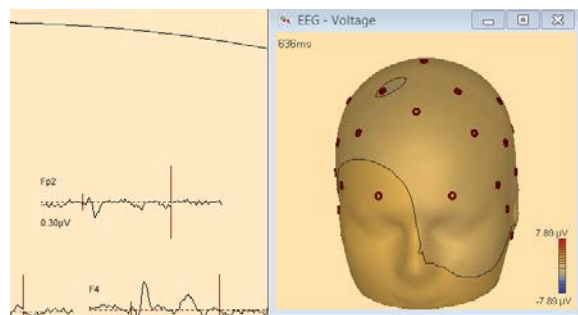 EEG - Voltage
636ms
Fp2
0.30µV
F4
7.89 µV
-7.89 µV